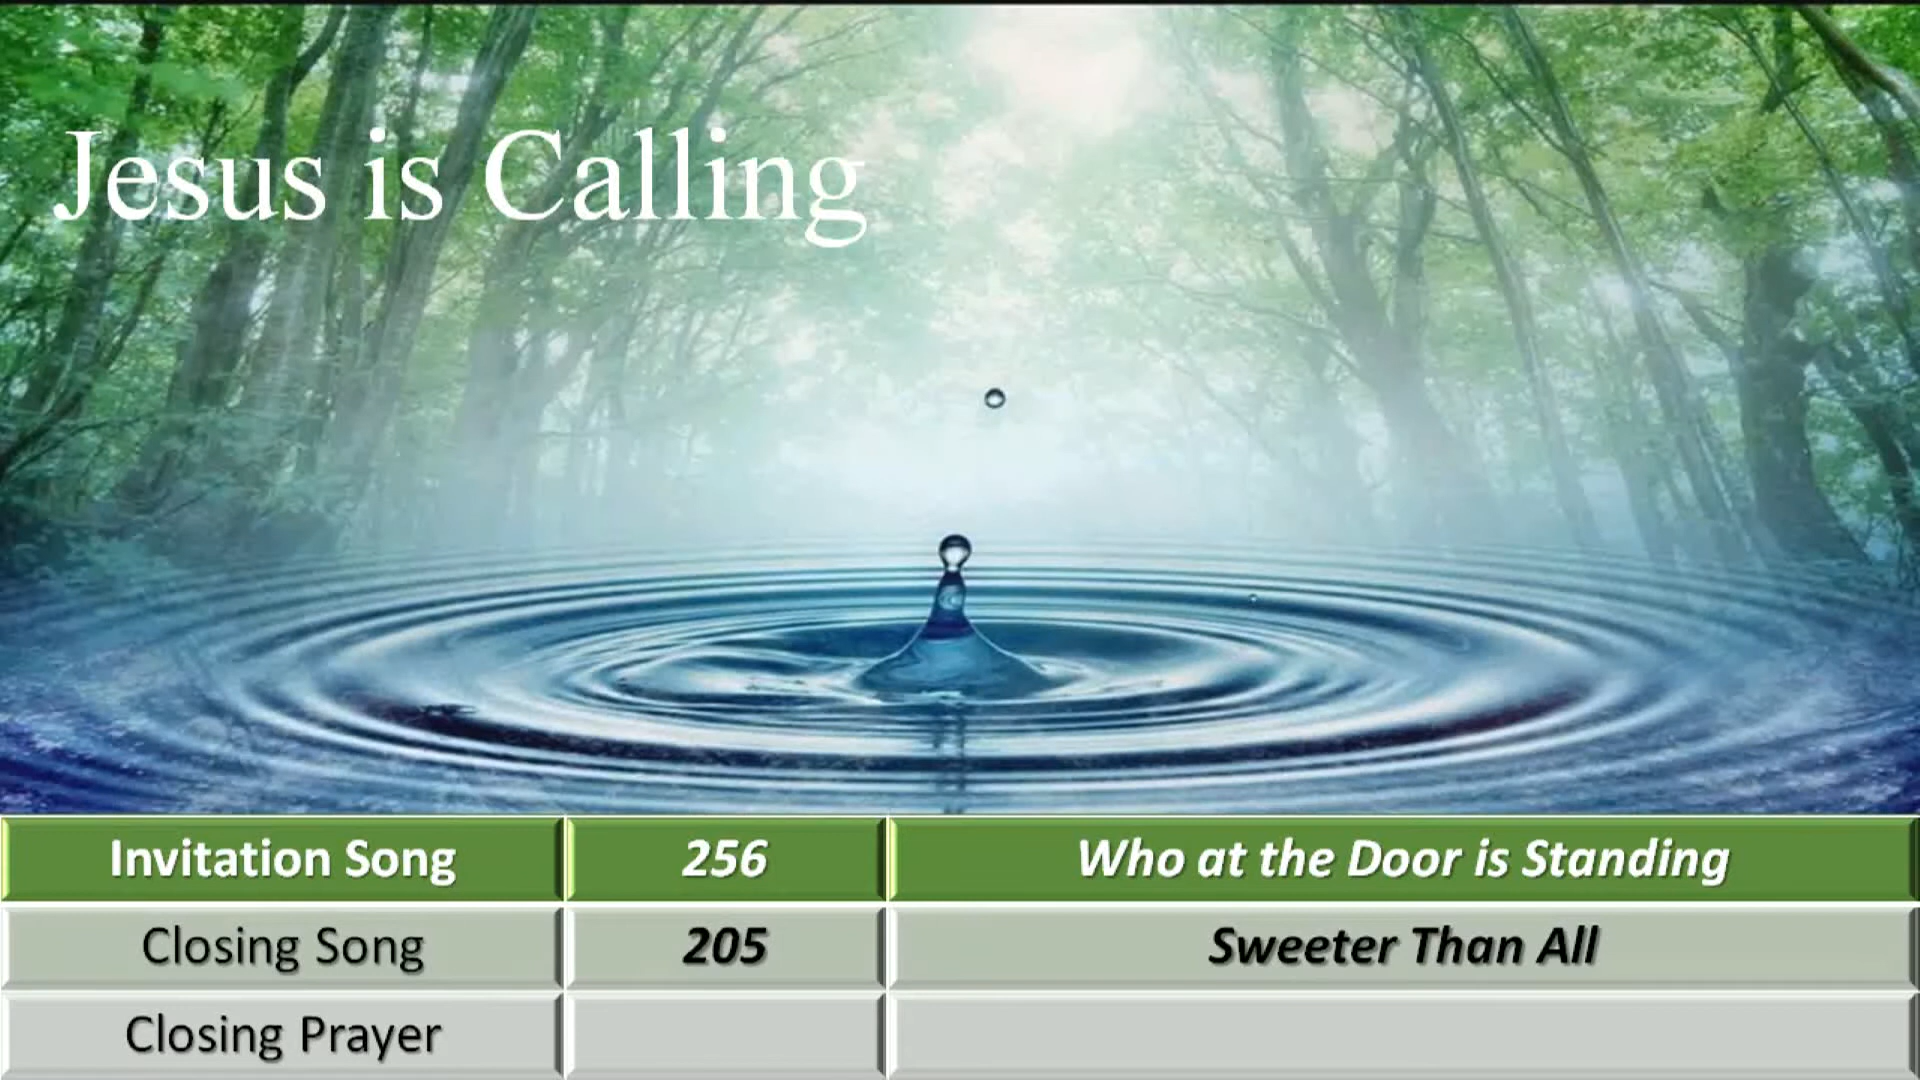 Jesus is Calling
Invitation Song 256 Who at the Door is Standing
Closing Song 205 Sweeter Than All
Closing Prayer